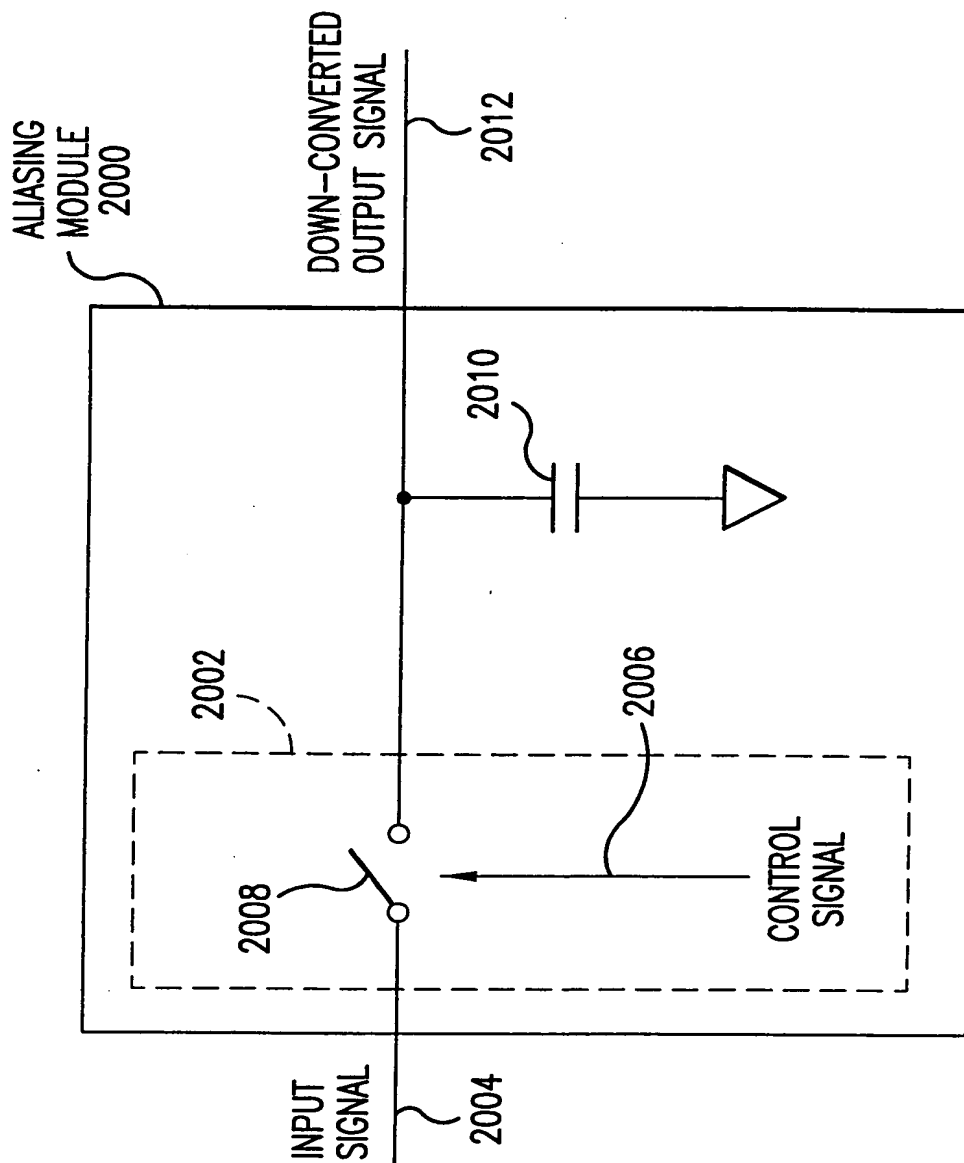 ALIASING
MODULE
2000
INPUT
SIGNAL
2004
2002
2008
2006
CONTROL
SIGNAL
2010
DOWN-CONVERTED
OUTPUT SIGNAL
2012